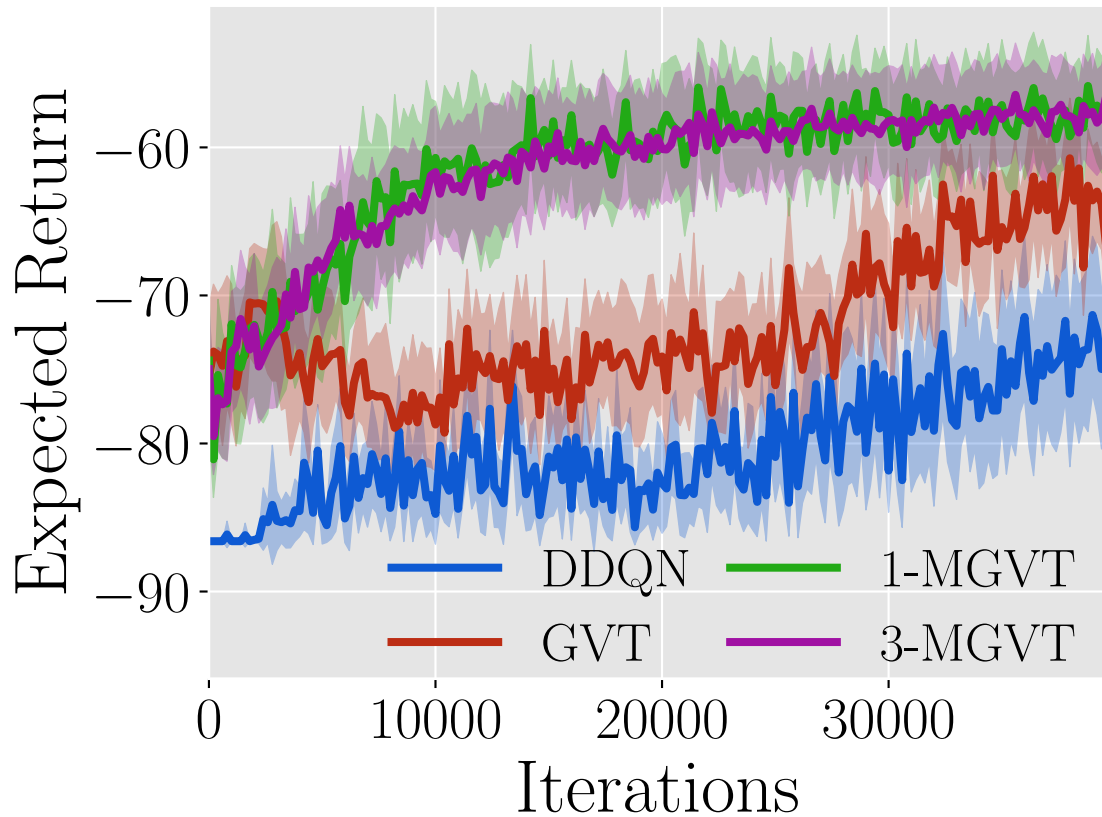 Expected Return
−60
−70
−80
−90
DDQN
1-MGVT
GVT
3-MGVT
0
10000
20000
30000
Iterations